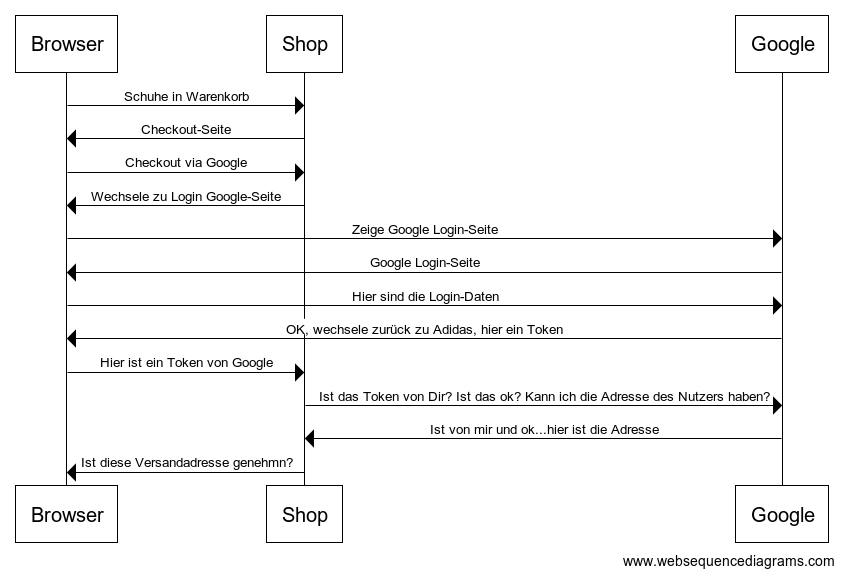 Browser
Shop
Google
Schuhe in Warenkorb
Checkout-Seite
Checkout via Google
Wechsele zu Login Google-Seite
Zeige Google Login-Seite
Google Login-Seite
Hier sind die Login-Daten
OK, wechsele zurück zu Adidas, hier ein Token
Hier ist ein Token von Google
Ist das Token von Dir? Ist das ok? Kann ich die Adresse des Nutzers haben?
Ist von mir und ok...hier ist die Adresse
Ist diese Versandadresse genehmn?
Browser
Shop
Google
www.websequencediagrams.com